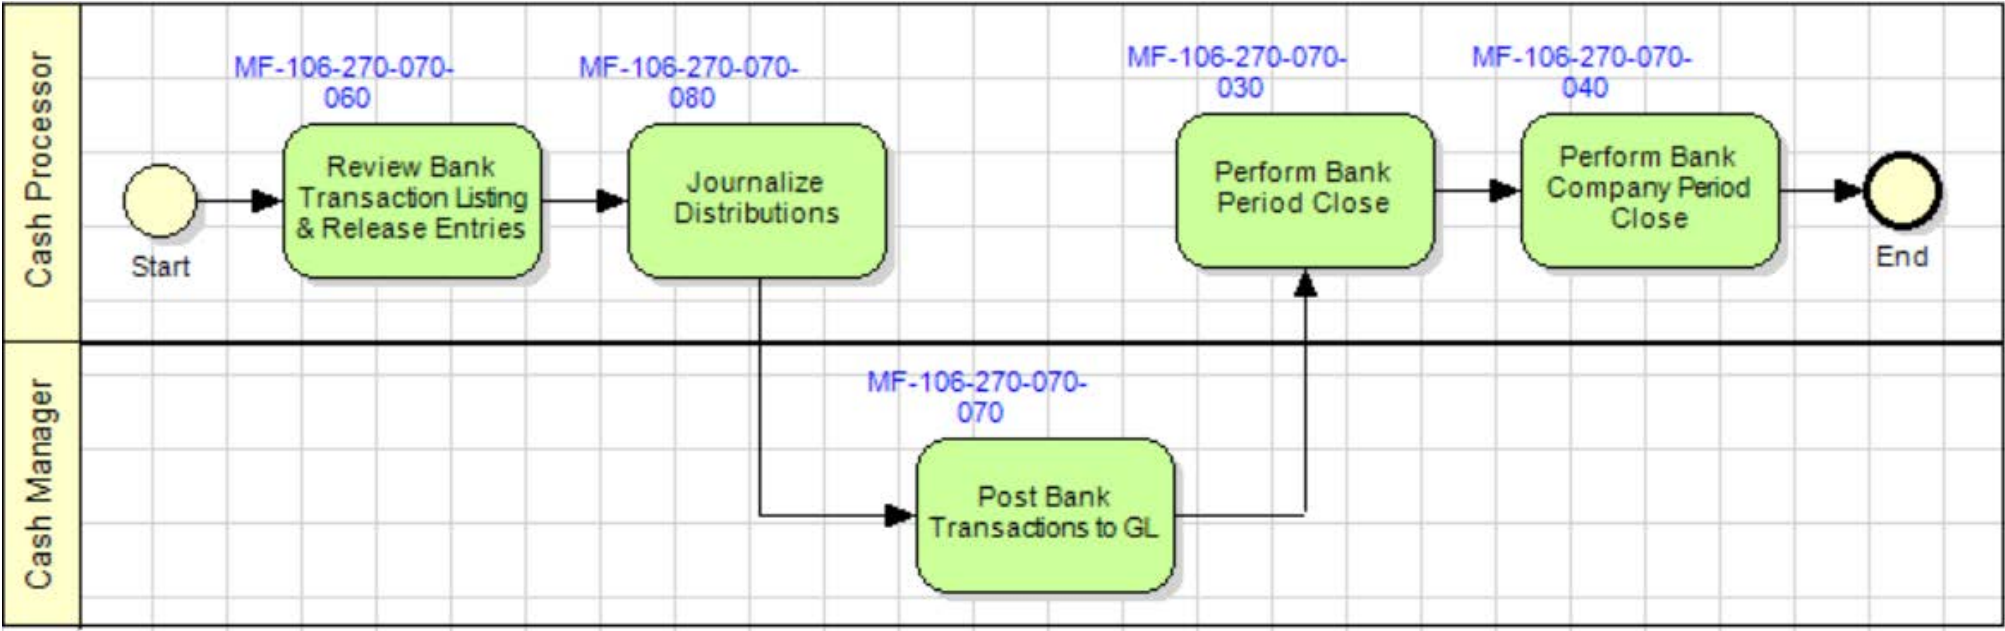 Cash Processor
MF-106-270-070-
060
Review Bank
Transaction Listing
& Release Entries
MF-106-270-070-
080
Journalize
Distributions
MF-106-270-070-
030
Perform Bank
Period Close
MF-106-270-070-
040
Perform Bank
Company Period
Close
Start
End
Cash Manager
MF-106-270-070-
070
Post Bank
Transactions to GL